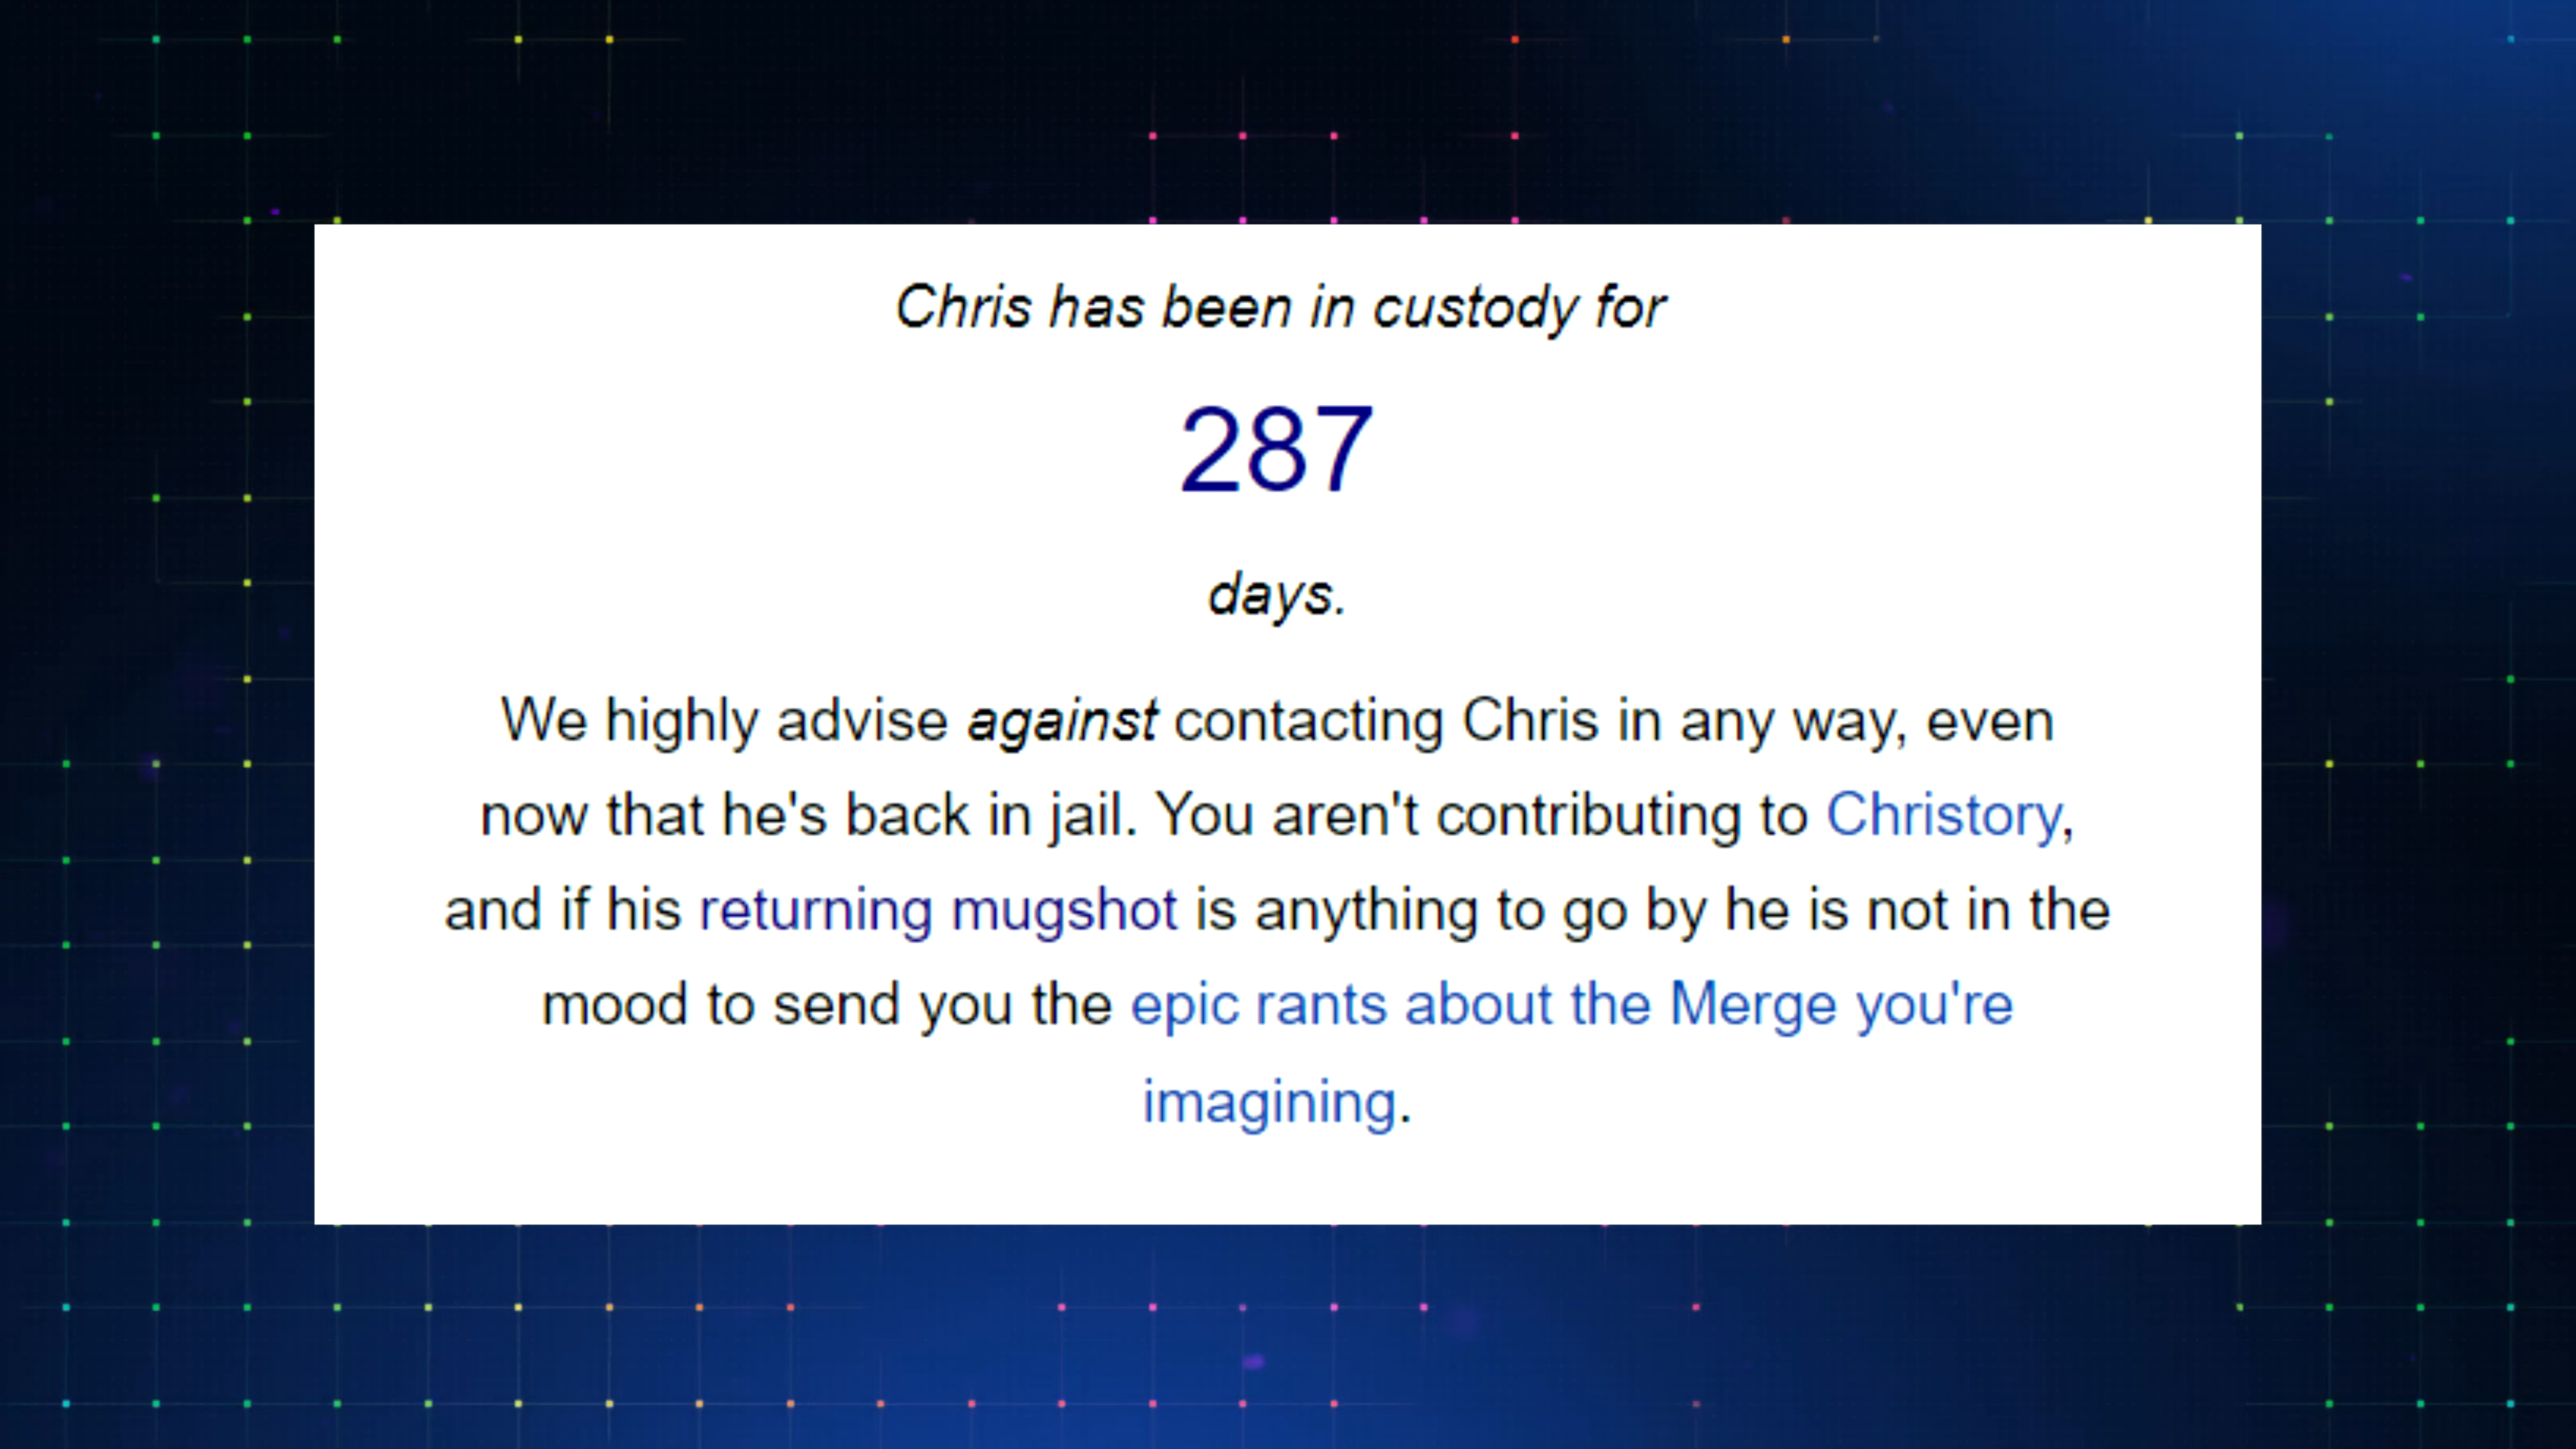 Chris has been in custody for
287
days.
We highly advise against contacting Chris in any way, even
now that he's back in jail. You aren't contributing to Christory,
and if his returning mugshot is anything to go by he is not in the
mood to send you the epic rants about the Merge you're
imagining.